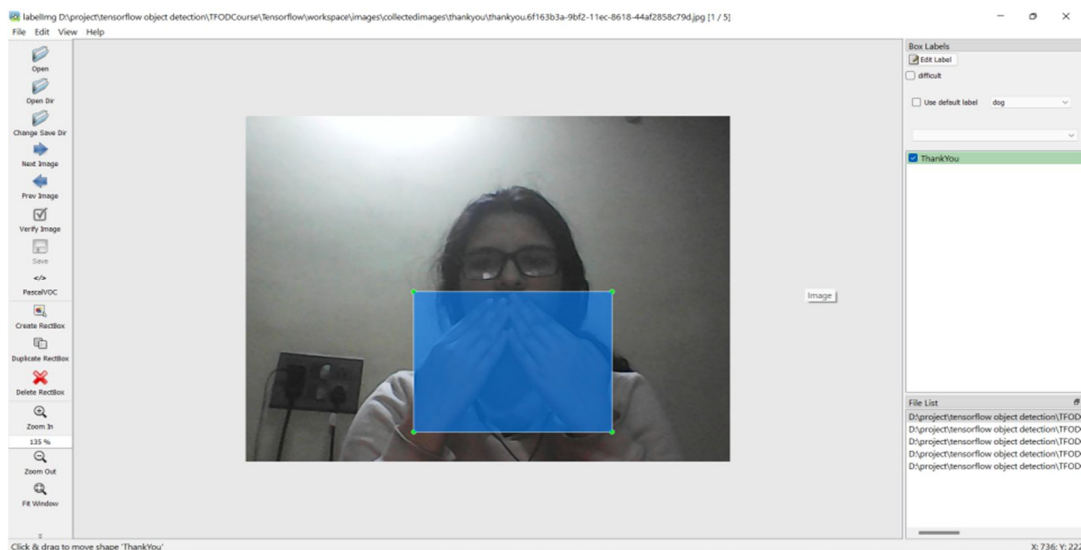 labelImg D:\project\tensorflow object detection\TFODCourse\Tensorflow\workspace\images\collectedimages\thankyou\thankyou.6f163b3a-9bf2-11ec-8618-44af2858c79d.jpg [1 / 5]
File Edit View Help
Open
Open Dir
Change Save Dir
Next Image
Prev Image
Verify Image
Save
</>
PascalVOC
Create RectBox
Duplicate RectBox
Delete RectBox
Zoom In
135 %
Zoom Out
Fit Window
Image
Box Labels
Edit Label
difficult
Use default label dog
ThankYou
File List
D:\project\tensorflow object detection\TFOD
D:\project\tensorflow object detection\TFOD
D:\project\tensorflow object detection\TFOD
D:\project\tensorflow object detection\TFOD
D:\project\tensorflow object detection\TFOD
Click & drag to move shape 'ThankYou'
X: 736; Y: 222